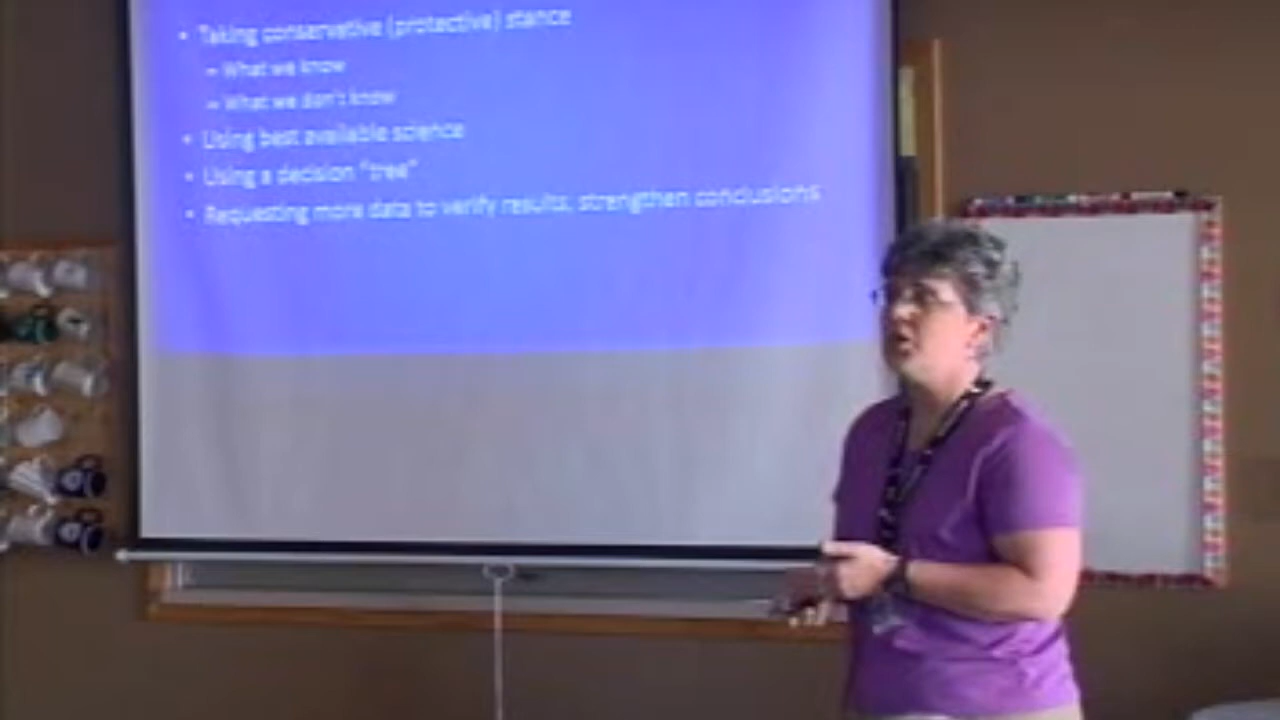 • Taking conservative (protective) stance
– What we know
– What we don't know
• Using best available science
• Using a decision "tree"
• Requesting more data to verify results, strengthen conclusions